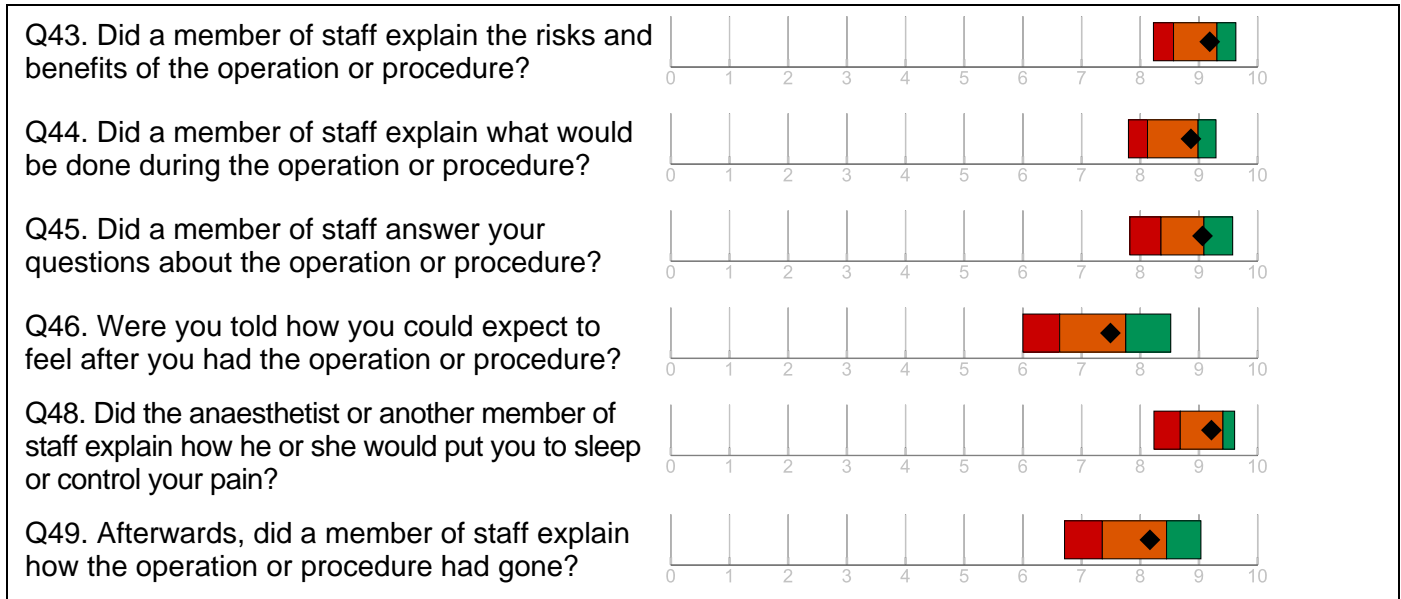 Q43. Did a member of staff explain the risks and
benefits of the operation or procedure?
0 1 2 3 4 5 6 7 8 9 10
Q44. Did a member of staff explain what would
be done during the operation or procedure?
0 1 2 3 4 5 6 7 8 9 10
Q45. Did a member of staff answer your
questions about the operation or procedure?
0 1 2 3 4 5 6 7 8 9 10
Q46. Were you told how you could expect to
feel after you had the operation or procedure?
0 1 2 3 4 5 6 7 8 9 10
Q48. Did the anaesthetist or another member of
staff explain how he or she would put you to sleep
or control your pain?
0 1 2 3 4 5 6 7 8 9 10
Q49. Afterwards, did a member of staff explain
how the operation or procedure had gone?
0 1 2 3 4 5 6 7 8 9 10